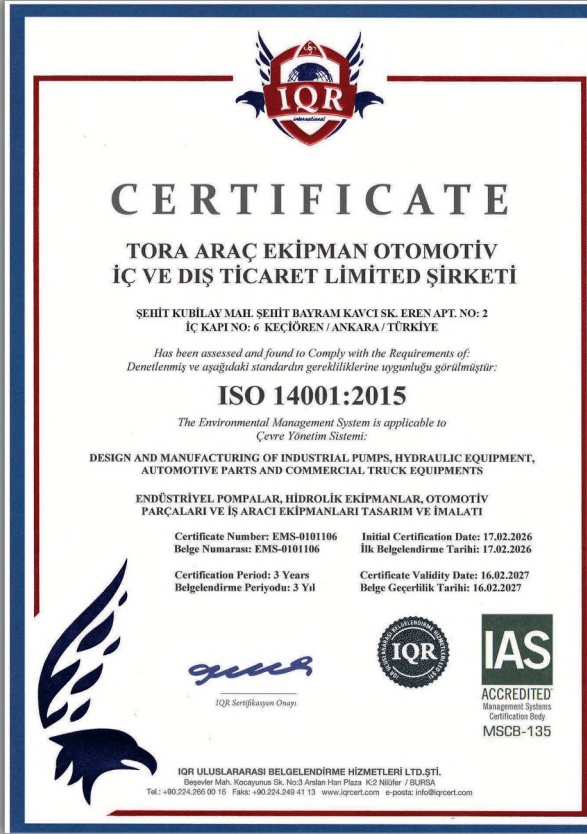 IQR
international
CERTIFICATE
TORA ARAÇ EKİPMAN OTOMOTİV
İÇ VE DIŞ TİCARET LİMİTED ŞİRKETİ
ŞEHİT KUBİLAY MAH. ŞEHİT BAYRAM KAVCI SK. EREN APT. NO: 2
İÇ KAPI NO: 6 KEÇİÖREN / ANKARA / TÜRKİYE
Has been assessed and found to Comply with the Requirements of:
Denetlenmiş ve aşağıdaki standardın gerekliliklerine uygunluğu görülmüştür:
ISO 14001:2015
The Environmental Management System is applicable to
Çevre Yönetim Sistemi:
DESIGN AND MANUFACTURING OF INDUSTRIAL PUMPS, HYDRAULIC EQUIPMENT,
AUTOMOTIVE PARTS AND COMMERCIAL TRUCK EQUIPMENTS
ENDÜSTRİYEL POMPALAR, HİDROLİK EKİPMANLAR, OTOMOTİV
PARÇALARI VE İŞ ARACI EKİPMANLARI TASARIM VE İMALATI
Certificate Number: EMS-0101106
Belge Numarası: EMS-0101106
Initial Certification Date: 17.02.2026
İlk Belgelendirme Tarihi: 17.02.2026
Certification Period: 3 Years
Belgelendirme Periyodu: 3 Yıl
Certificate Validity Date: 16.02.2027
Belge Geçerlilik Tarihi: 16.02.2027
IQR Sertifikasyon Onayı
IQR ULUSLARARASI BELGELENDİRME HİZMETLERİ LTD.ŞTİ.
IQR
IAS
ACCREDITED
Management Systems
Certification Body
MSCB-135
IQR ULUSLARARASI BELGELENDİRME HİZMETLERİ LTD.ŞTİ.
Beşevler Mah. Kocayunus Sk. No:3 Arslan Han Plaza K:2 Nilüfer / BURSA
Tel.: +90.224.266 00 16 Faks: +90.224.249 41 13 www.iqrcert.com e-posta: info@iqrcert.com